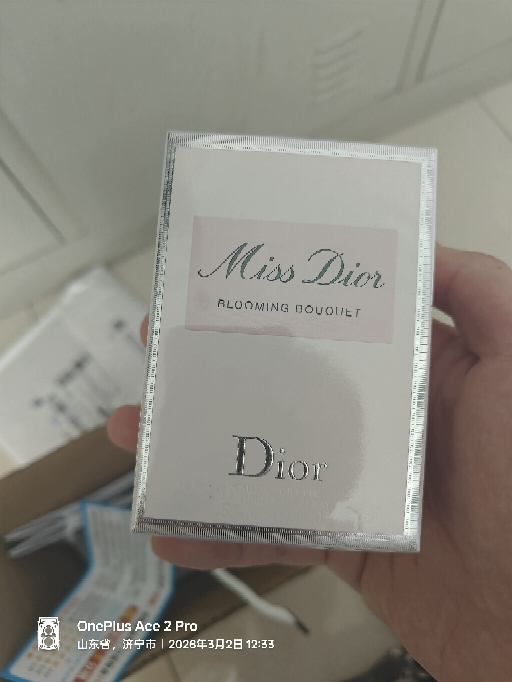 Miss Dior
BLOOMING BOUQUET
Dior
OnePlus Ace 2 Pro
山东省，济宁市 | 2026年3月2日 12:33